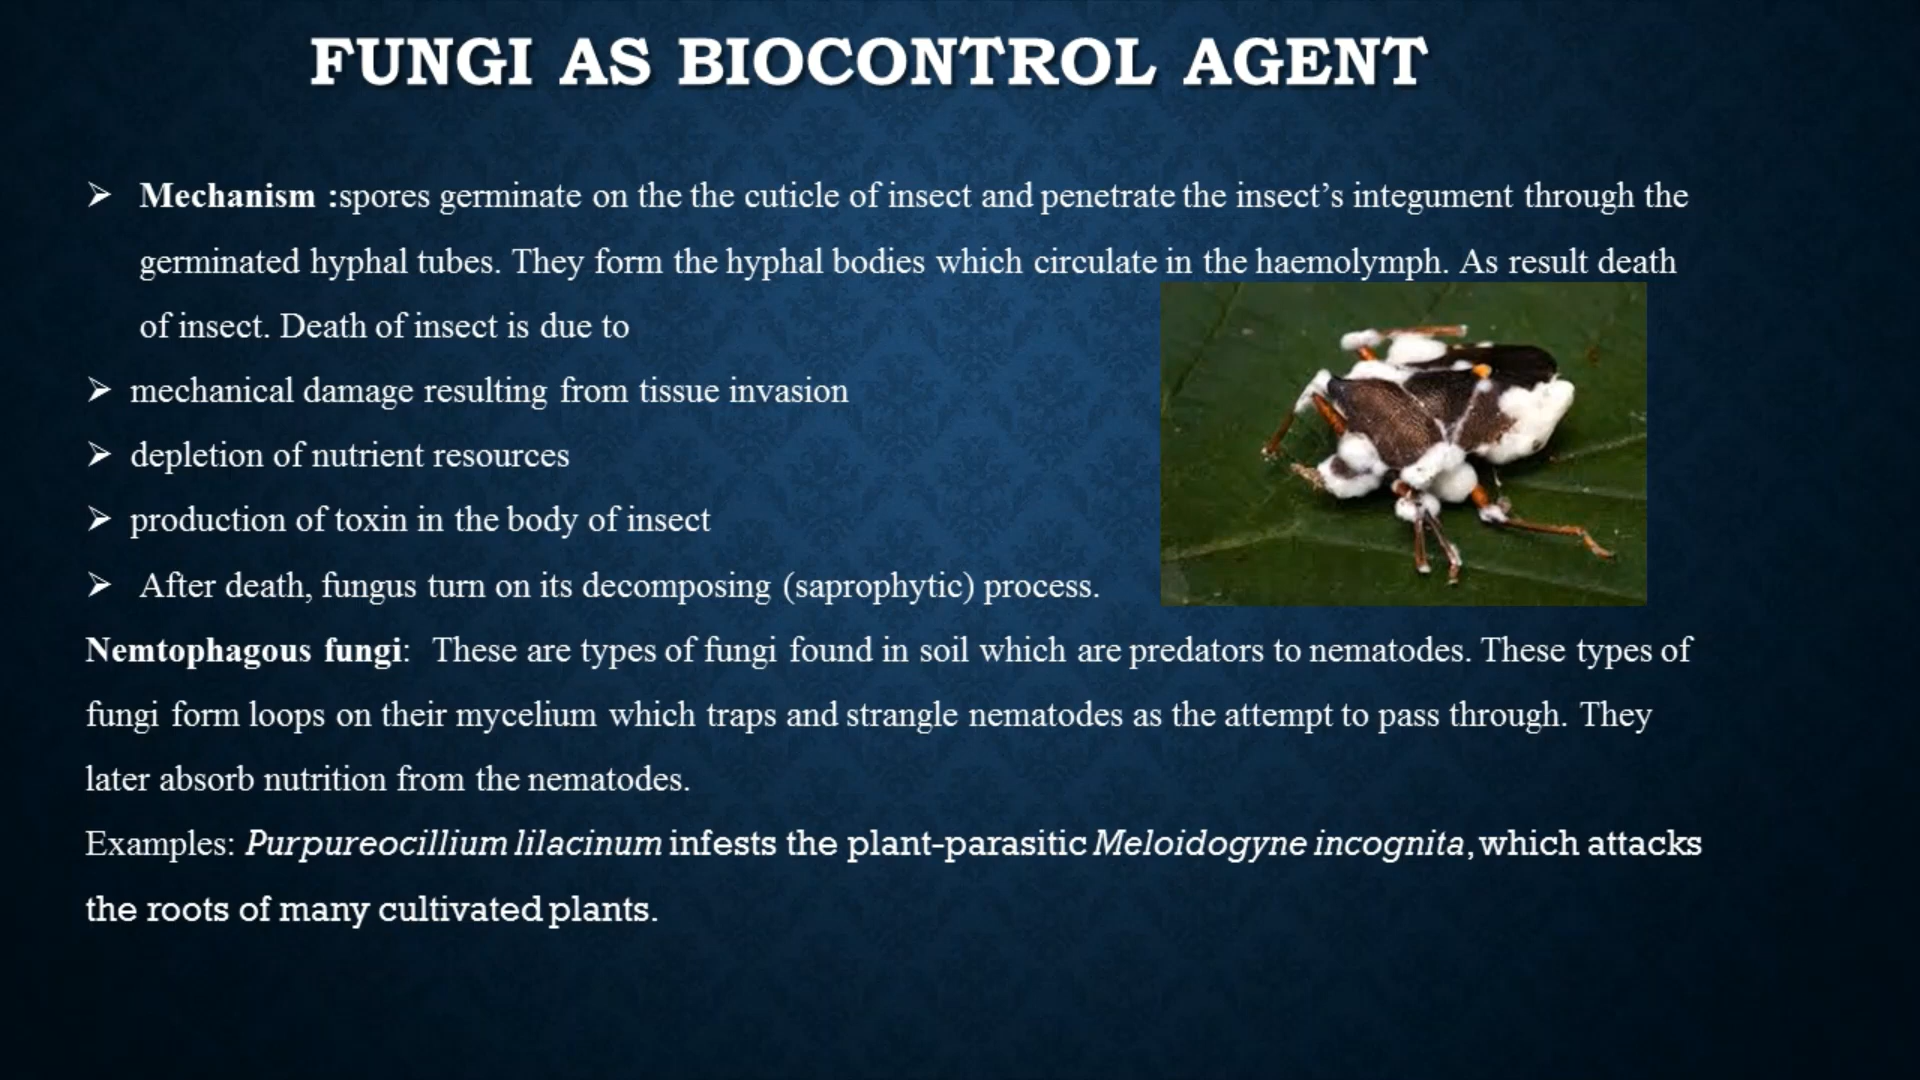 FUNGI AS BIOCONTROL AGENT
➢ Mechanism :spores germinate on the the cuticle of insect and penetrate the insect’s integument through the
germinated hyphal tubes. They form the hyphal bodies which circulate in the haemolymph. As result death
of insect. Death of insect is due to
➢ mechanical damage resulting from tissue invasion
➢ depletion of nutrient resources
➢ production of toxin in the body of insect
➢ After death, fungus turn on its decomposing (saprophytic) process.
Nemtophagous fungi: These are types of fungi found in soil which are predators to nematodes. These types of
fungi form loops on their mycelium which traps and strangle nematodes as the attempt to pass through. They
later absorb nutrition from the nematodes.
Examples: Purpureocillium lilacinum infests the plant-parasitic Meloidogyne incognita, which attacks
the roots of many cultivated plants.